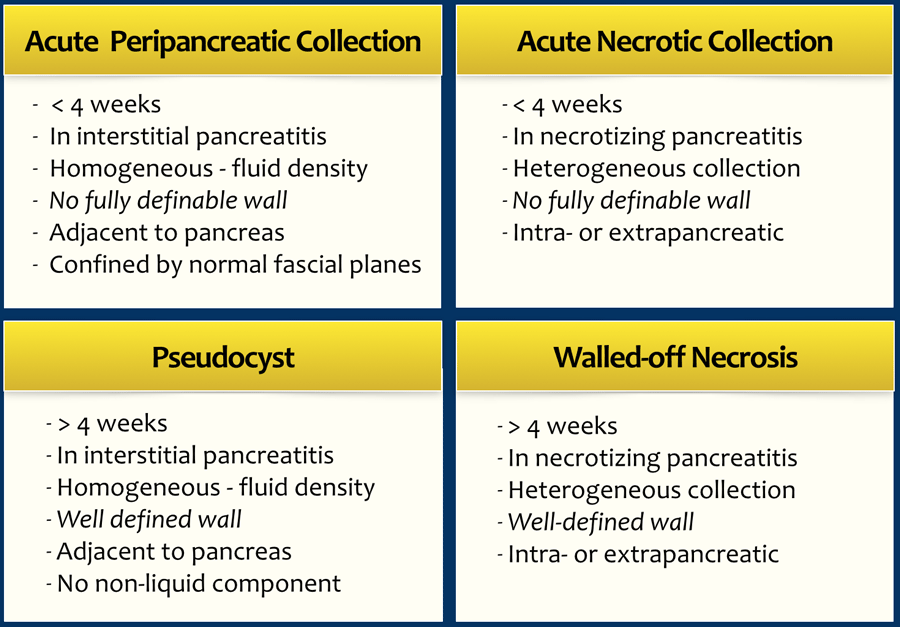 Acute Peripancreatic Collection
- < 4 weeks
- In interstitial pancreatitis
- Homogeneous - fluid density
- No fully definable wall
- Adjacent to pancreas
- Confined by normal fascial planes
Acute Necrotic Collection
- < 4 weeks
- In necrotizing pancreatitis
- Heterogeneous collection
- No fully definable wall
- Intra- or extrapancreatic
Pseudocyst
- > 4 weeks
- In interstitial pancreatitis
- Homogeneous - fluid density
- Well defined wall
- Adjacent to pancreas
- No non-liquid component
Walled-off Necrosis
- > 4 weeks
- In necrotizing pancreatitis
- Heterogeneous collection
- Well-defined wall
- Intra- or extrapancreatic